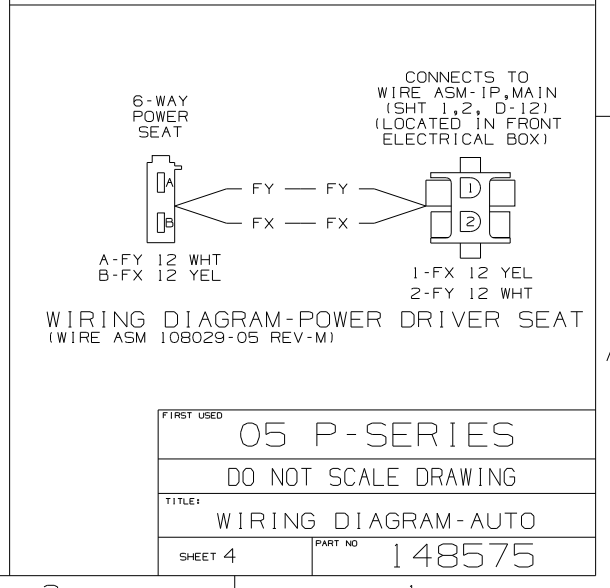 CONNECTS TO
WIRE ASM-IP,MAIN
(SHT 1,2, D-12)
(LOCATED IN FRONT
ELECTRICAL BOX)
6-WAY
POWER
SEAT
A
B
FY FY
FX FX
1
2
A-FY 12 WHT
B-FX 12 YEL
1-FX 12 YEL
2-FY 12 WHT
WIRING DIAGRAM-POWER DRIVER SEAT
(WIRE ASM 108029-05 REV-M)
FIRST USED
05 P-SERIES
DO NOT SCALE DRAWING
TITLE:
WIRING DIAGRAM-AUTO
SHEET 4
PART NO
148575